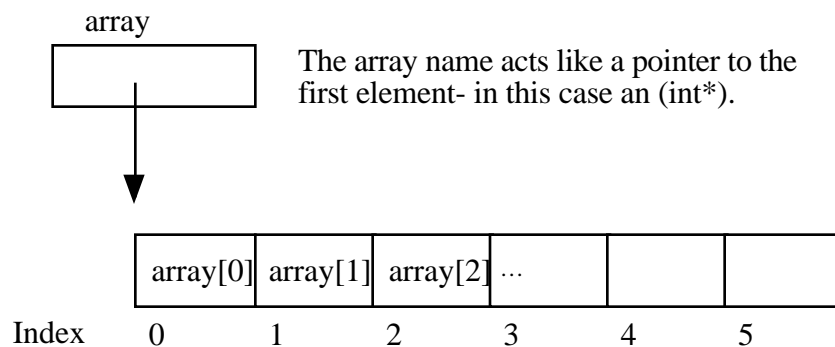 array
The array name acts like a pointer to the
first element- in this case an (int*).
array[0] array[1] array[2] ...
Index 0 1 2 3 4 5